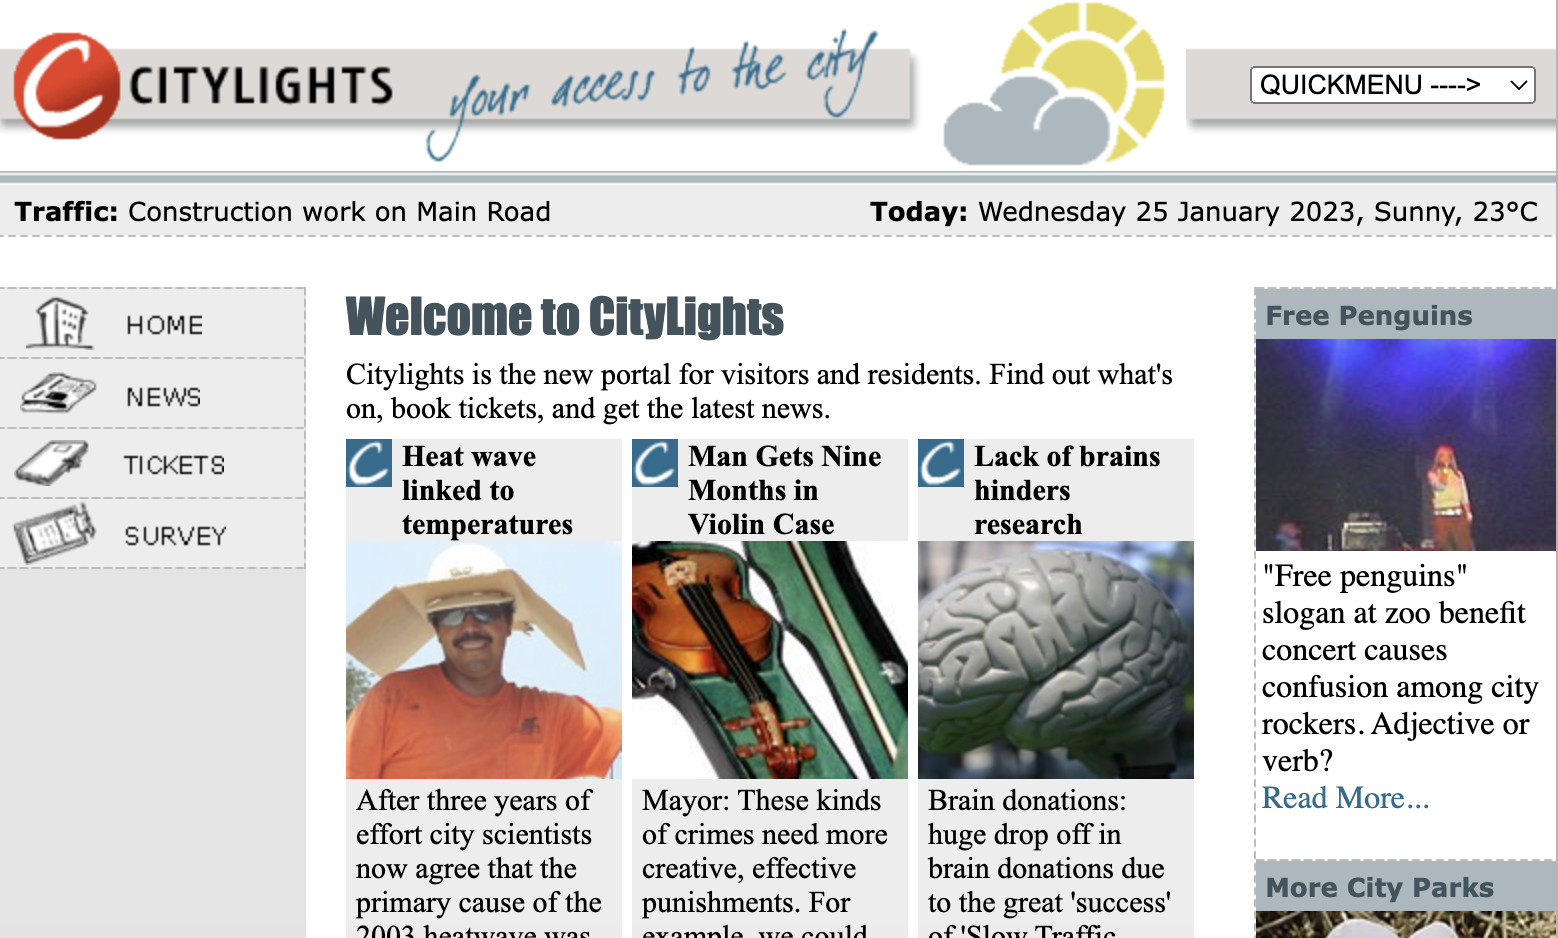 CITYLIGHTS
your access to the city
QUICKMENU ---->
Traffic: Construction work on Main Road
Today: Wednesday 25 January 2023, Sunny, 23°C
HOME
NEWS
TICKETS
SURVEY
Welcome to CityLights
Citylights is the new portal for visitors and residents. Find out what's
on, book tickets, and get the latest news.
Heat wave
linked to
temperatures
After three years of
effort city scientists
now agree that the
primary cause of the
2003 heatwave was
Man Gets Nine
Months in
Violin Case
Mayor: These kinds
of crimes need more
creative, effective
punishments. For
example, we could
Lack of brains
hinders
research
Brain donations:
huge drop off in
brain donations due
to the great 'success'
of 'Slow Traffic
Free Penguins
"Free penguins"
slogan at zoo benefit
concert causes
confusion among city
rockers. Adjective or
verb?
Read More...
More City Parks